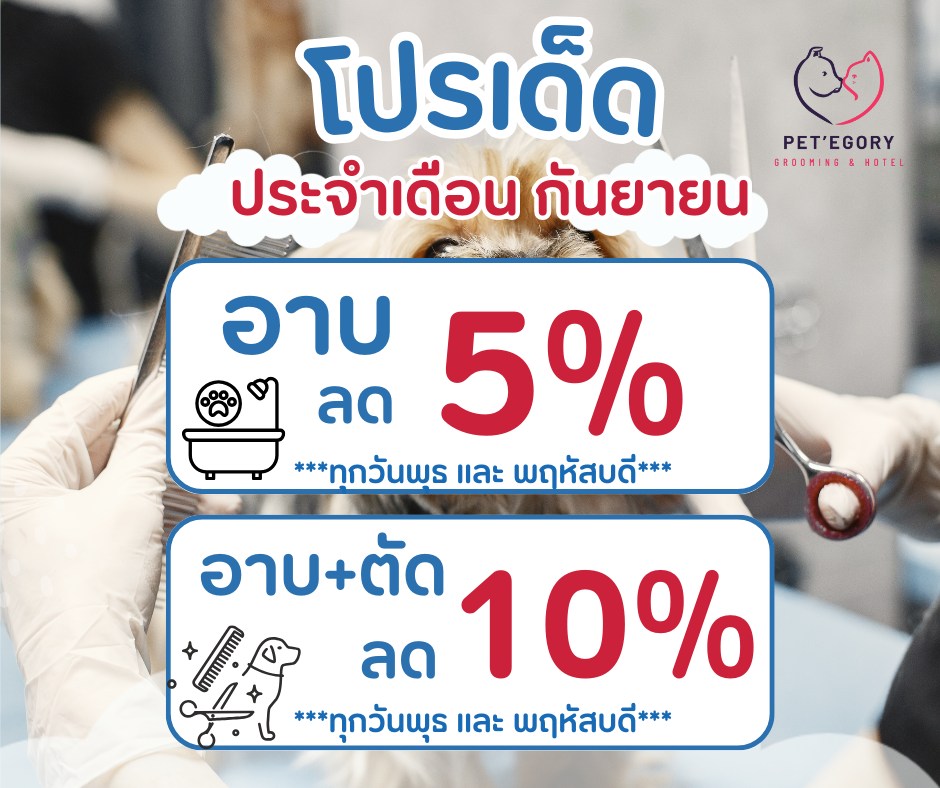 โปรเด็ด
PET'EGORY
GROOMING & HOTEL
ประจำเดือน กันยายน
อาบ
ลด 5%
***ทุกวันพุธ และ พฤหัสบดี***
อาบ+ตัด
ลด 10%
***ทุกวันพุธ และ พฤหัสบดี***